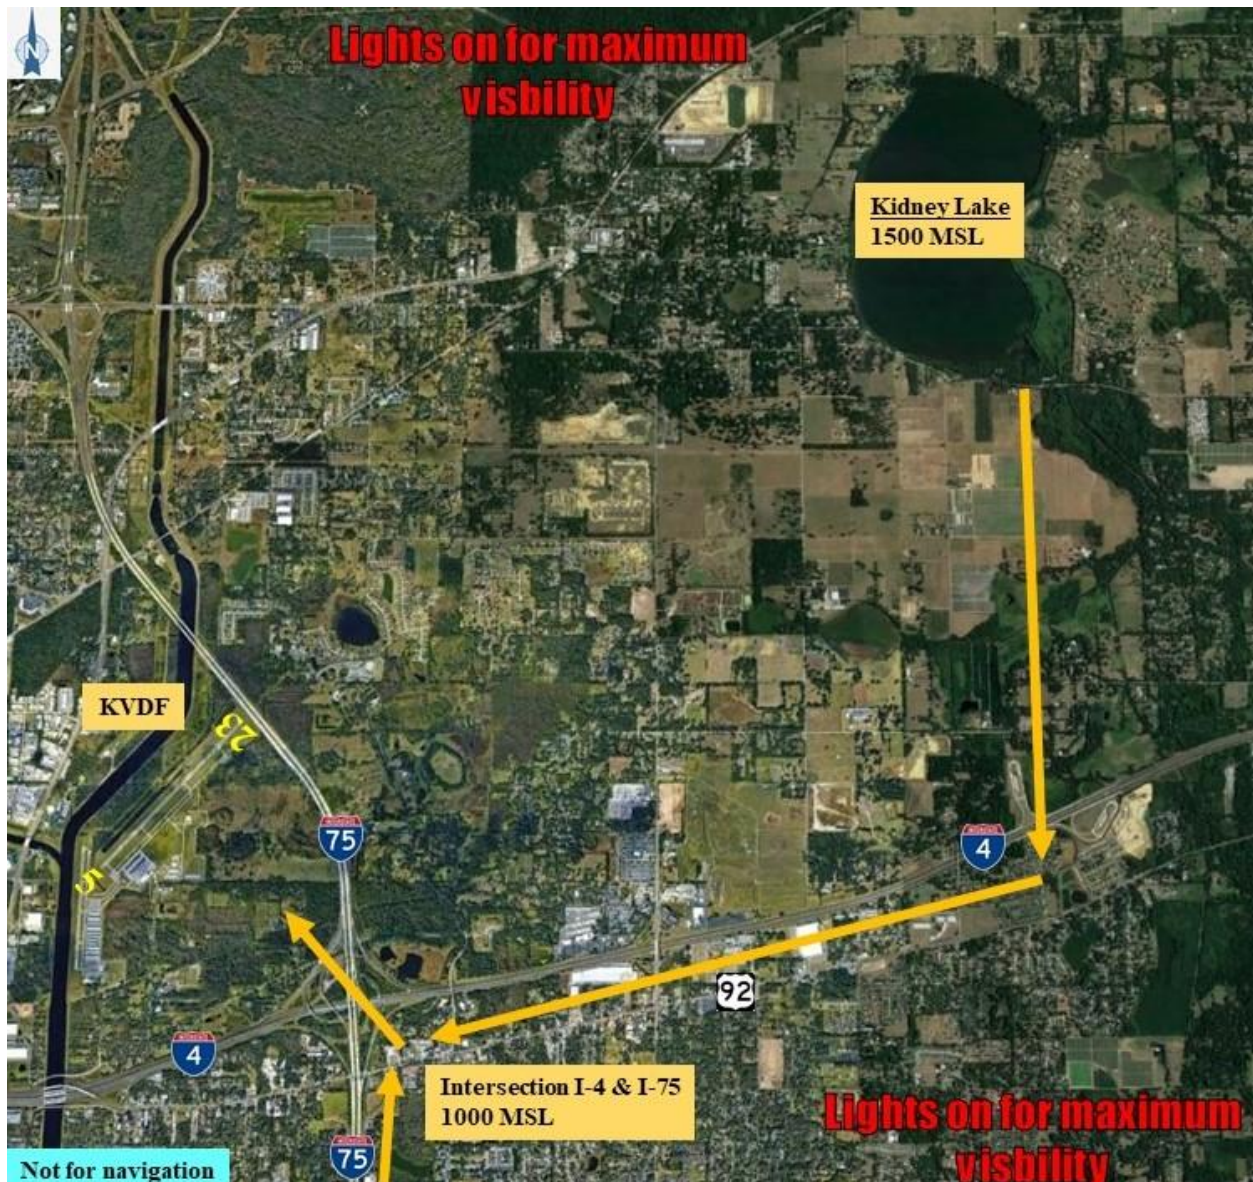 N
Lights on for maximum
visbility
Kidney Lake
1500 MSL
KVDF
23
75
4
5
92
4
Intersection I-4 & I-75
1000 MSL
Lights on for maximum
visbility
75
Not for navigation